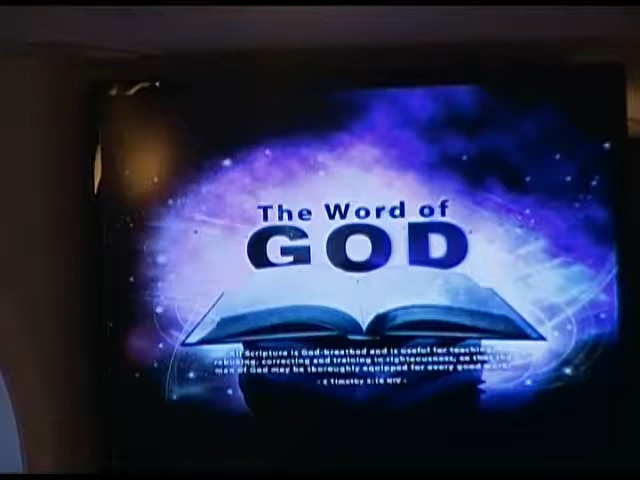 The Word of
GOD
All Scripture is God-breathed and is useful for teaching,
rebuking, correcting and training in righteousness, so that the
man of God may be thoroughly equipped for every good work.
- 2 Timothy 3:16 NIV -